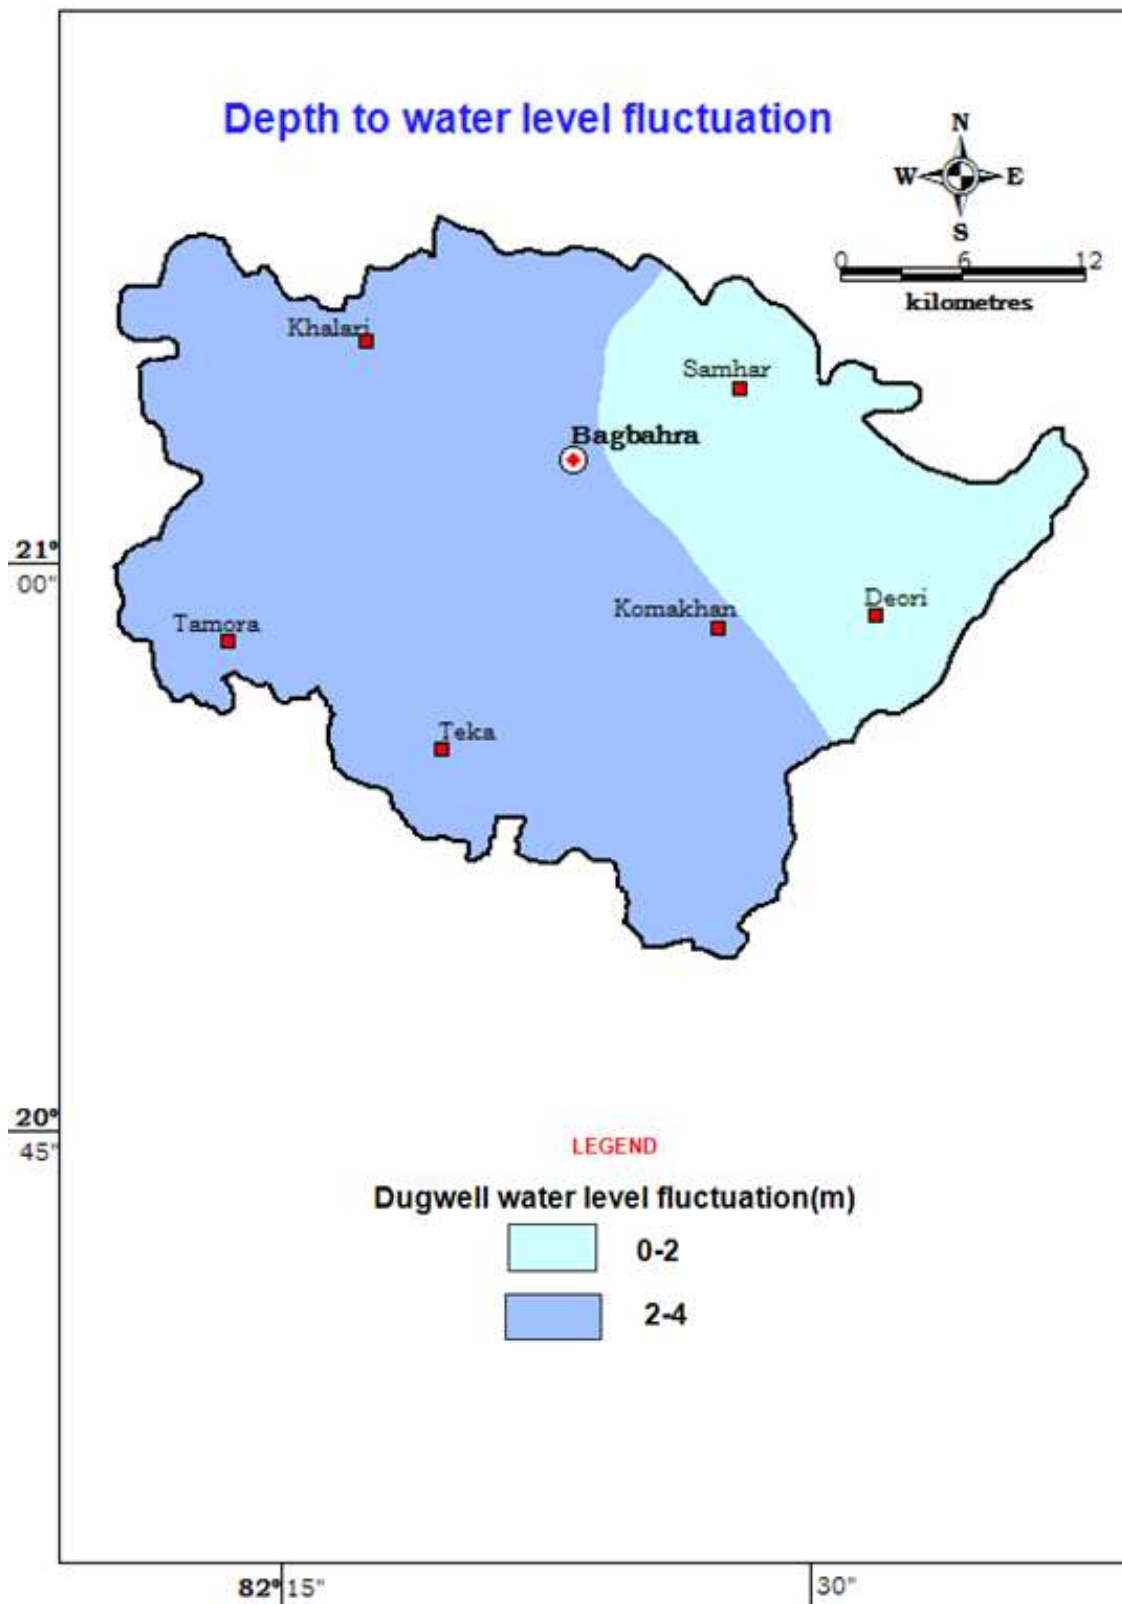 Depth to water level fluctuation
N
W E
S
0 6 12
kilometres
Khalari
Samhar
Bagbahra
21°
00"
Tamora
Komakhan
Deori
Teka
20°
45"
LEGEND
Dugwell water level fluctuation(m)
0-2
2-4
82° 15"
30"